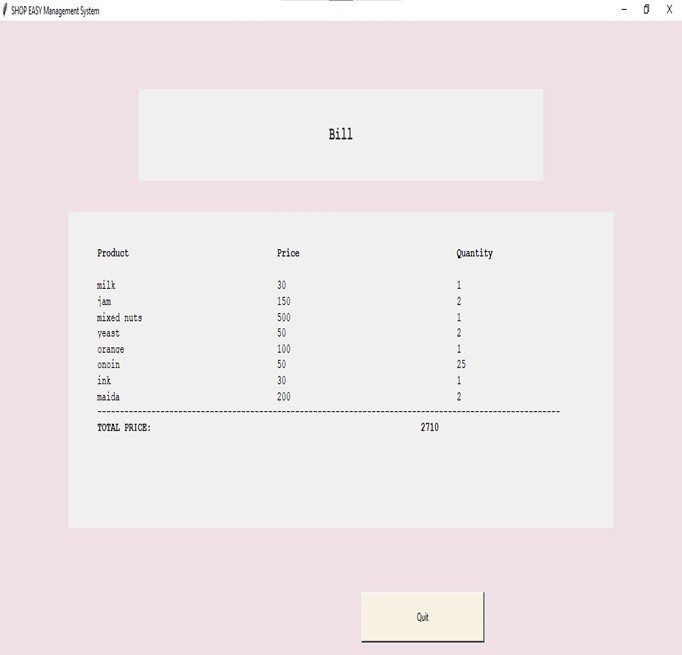 SHOP EASY Management System
Bill
Product Price Quantity
milk 30 1
jam 150 2
mixed nuts 500 1
yeast 50 2
orange 100 1
onoin 50 25
ink 30 1
maida 200 2
TOTAL PRICE: 2710
Quit